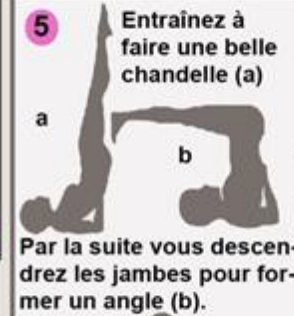 5
Entraînez à
faire une belle
chandelle (a)
a
b
Par la suite vous descen-
drez les jambes pour for-
mer un angle (b).